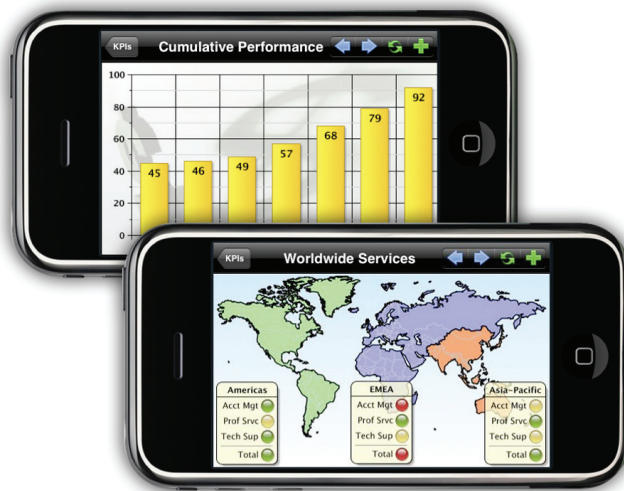 KPIs Cumulative Performance
100
80
60
40
20
0
45 46 49 57 68 79 92
KPIs Worldwide Services
Americas
Acct Mgt
Prof Srvc
Tech Sup
Total
EMEA
Acct Mgt
Prof Srvc
Tech Sup
Total
Asia-Pacific
Acct Mgt
Prof Srvc
Tech Sup
Total